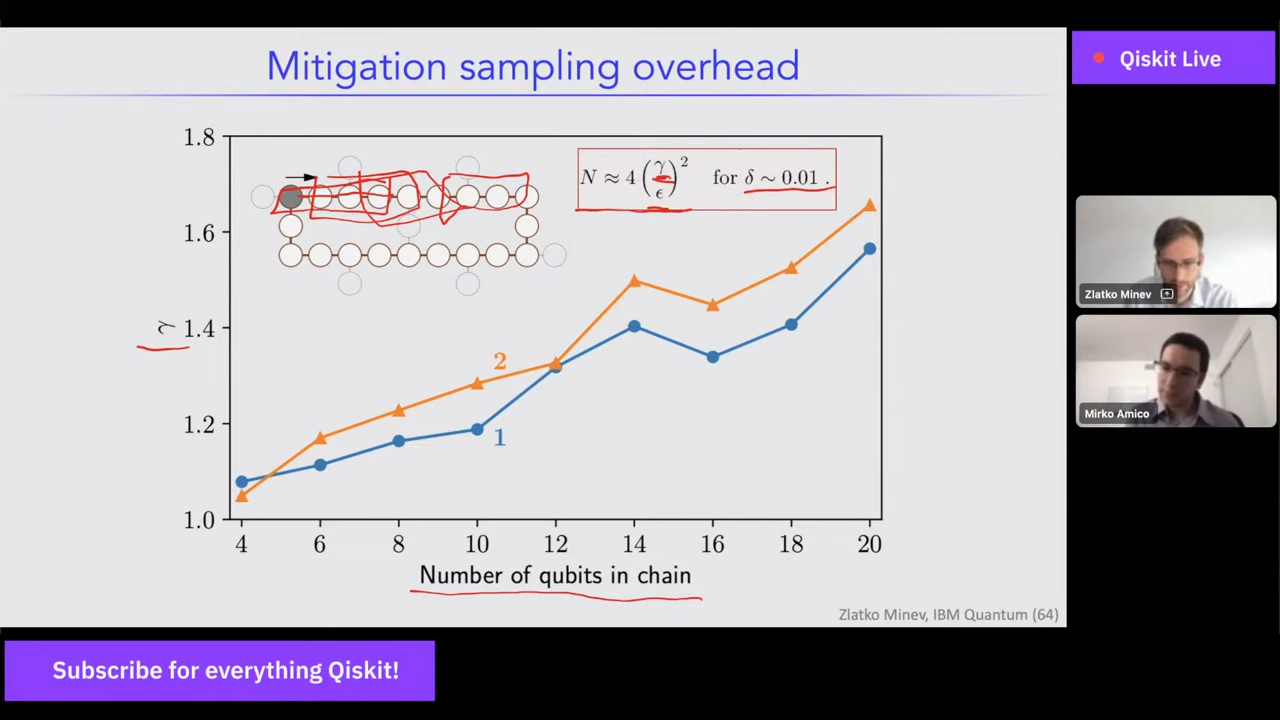 Mitigation sampling overhead
Qiskit Live
1.8
1.6
1.4
1.2
1.0
γ
N ≈ 4 (γ/ϵ)² for δ ∼ 0.01 .
2
1
4 6 8 10 12 14 16 18 20
Number of qubits in chain
Zlatko Minev, IBM Quantum (64)
Zlatko Minev
Mirko Amico
Subscribe for everything Qiskit!